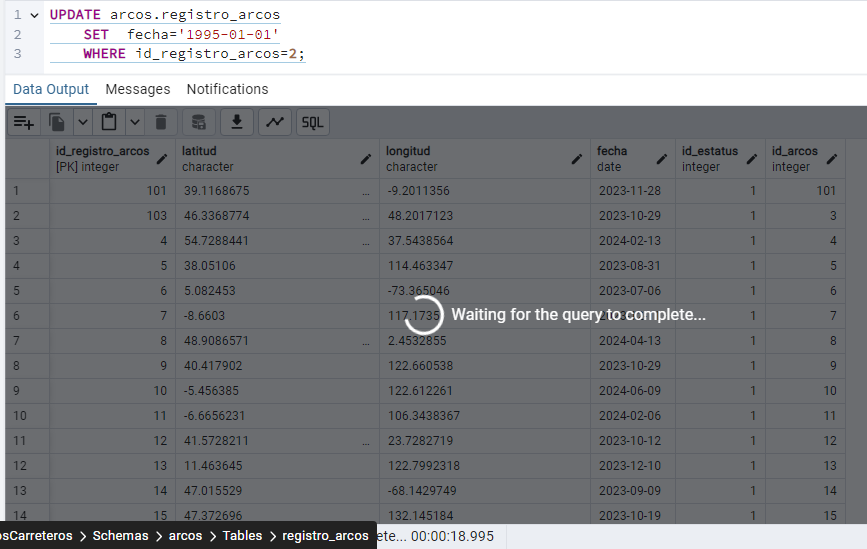 1 UPDATE arcos.registro_arcos
2 SET fecha='1995-01-01'
3 WHERE id_registro_arcos=2;
Data Output Messages Notifications
SQL
id_registro_arcos latitud longitud fecha id_estatus id_arcos
[PK] integer character character date integer integer
1 101 39.1168675 ... -9.2011356 2023-11-28 1 101
2 103 46.3368774 ... 48.2017123 2023-10-29 1 3
3 4 54.7288441 ... 37.5438564 2024-02-13 1 4
4 5 38.05106 114.463347 2023-08-31 1 5
5 6 5.082453 -73.365046 2023-07-06 1 6
6 7 -8.6603 1 7
Waiting for the query to complete...
7 8 48.9086571 ... 2.4532855 2024-04-13 1 8
8 9 40.417902 122.660538 2023-10-29 1 9
9 10 -5.456385 122.612261 2024-06-09 1 10
10 11 -6.6656231 106.3438367 2024-02-06 1 11
11 12 41.5728211 ... 23.7282719 2023-10-12 1 12
12 13 11.463645 122.7992318 2023-12-10 1 13
13 14 47.015529 -68.1429749 2023-09-09 1 14
14 15 47.372696 132.145184 2023-10-19 1 15
osCarreteros > Schemas > arcos > Tables > registro_arcos ete... 00:00:18.995